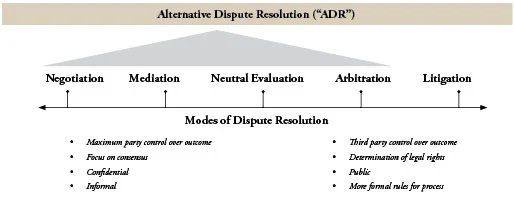 Alternative Dispute Resolution (“ADR”)
Negotiation Mediation Neutral Evaluation Arbitration Litigation
Modes of Dispute Resolution
• Maximum party control over outcome
• Focus on consensus
• Confidential
• Informal
• Third party control over outcome
• Determination of legal rights
• Public
• More formal rules for process